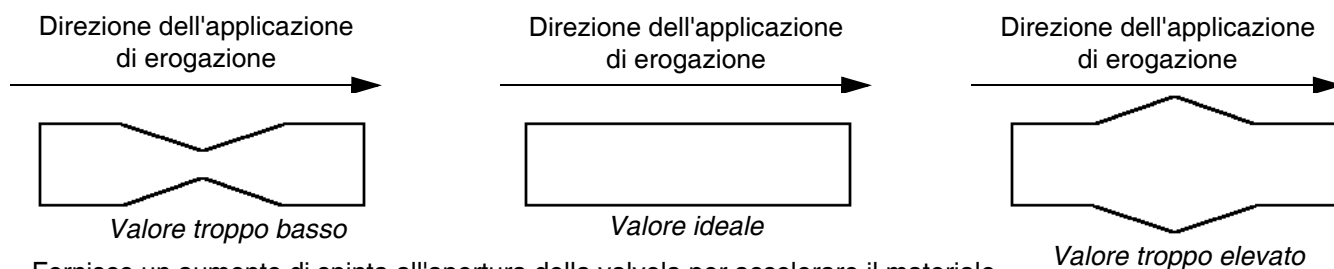 Direzione dell'applicazione
di erogazione
Direzione dell'applicazione
di erogazione
Direzione dell'applicazione
di erogazione
Valore troppo basso
Valore ideale
Valore troppo elevato
Fornisce un aumento di spinta all'apertura della valvola per accelerare il materiale